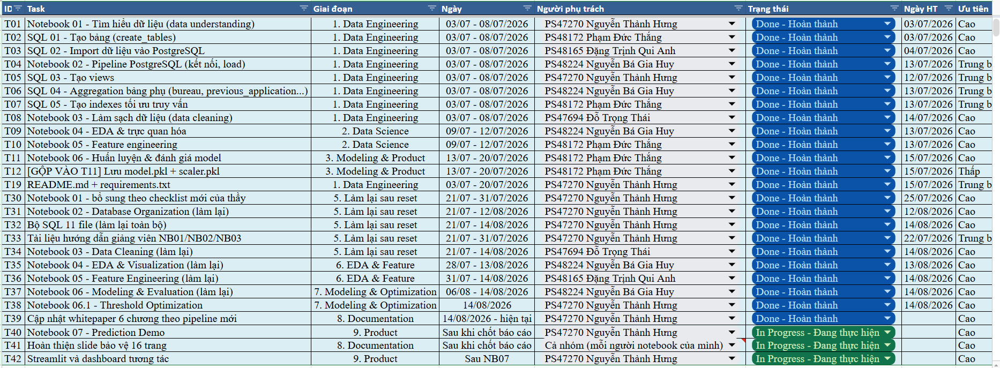 ID Task Giai đoạn Ngày Người phụ trách Trạng thái Ngày HT Ưu tiên
T01 Notebook 01 - Tìm hiểu dữ liệu (data understanding) 1. Data Engineering 03/07 - 08/07/2026 PS47270 Nguyễn Thành Hưng Done - Hoàn thành 03/07/2026 Cao
T02 SQL 01 - Tạo bảng (create_tables) 1. Data Engineering 03/07 - 08/07/2026 PS48172 Phạm Đức Thắng Done - Hoàn thành 03/07/2026 Cao
T03 SQL 02 - Import dữ liệu vào PostgreSQL 1. Data Engineering 03/07 - 08/07/2026 PS48165 Đặng Trịnh Qui Anh Done - Hoàn thành 04/07/2026 Cao
T04 Notebook 02 - Pipeline PostgreSQL (kết nối, load) 1. Data Engineering 03/07 - 08/07/2026 PS48224 Nguyễn Bá Gia Huy Done - Hoàn thành 13/07/2026 Trung b
T05 SQL 03 - Tạo views 1. Data Engineering 03/07 - 08/07/2026 PS47270 Nguyễn Thành Hưng Done - Hoàn thành 12/07/2026 Trung b
T06 SQL 04 - Aggregation bảng phụ (bureau, previous_application...) 1. Data Engineering 03/07 - 08/07/2026 PS48224 Nguyễn Bá Gia Huy Done - Hoàn thành 13/07/2026 Trung b
T07 SQL 05 - Tạo indexes tối ưu truy vấn 1. Data Engineering 03/07 - 08/07/2026 PS48172 Phạm Đức Thắng Done - Hoàn thành 13/07/2026 Trung b
T08 Notebook 03 - Làm sạch dữ liệu (data cleaning) 1. Data Engineering 03/07 - 08/07/2026 PS47694 Đỗ Trọng Thái Done - Hoàn thành 14/07/2026 Cao
T09 Notebook 04 - EDA & trực quan hóa 2. Data Science 09/07 - 12/07/2026 PS48224 Nguyễn Bá Gia Huy Done - Hoàn thành 13/07/2026 Cao
T10 Notebook 05 - Feature engineering 2. Data Science 09/07 - 12/07/2026 PS48172 Phạm Đức Thắng Done - Hoàn thành 13/07/2026 Cao
T11 Notebook 06 - Huấn luyện & đánh giá model 3. Modeling & Product 13/07 - 20/07/2026 PS48172 Phạm Đức Thắng Done - Hoàn thành 15/07/2026 Cao
T12 [GỘP VÀO T11] Lưu model.pkl + scaler.pkl 3. Modeling & Product 13/07 - 20/07/2026 PS48172 Phạm Đức Thắng Done - Hoàn thành 15/07/2026 Thấp
T19 README.md + requirements.txt 1. Data Engineering 03/07 - 20/07/2026 PS47270 Nguyễn Thành Hưng Done - Hoàn thành 15/07/2026 Trung b
T30 Notebook 01 - bổ sung theo checklist mới của thầy 5. Làm lại sau reset 21/07 - 31/07/2026 PS47270 Nguyễn Thành Hưng Done - Hoàn thành 25/07/2026 Cao
T31 Notebook 02 - Database Organization (làm lại) 5. Làm lại sau reset 21/07 - 12/08/2026 PS47270 Nguyễn Thành Hưng Done - Hoàn thành 12/08/2026 Cao
T32 Bộ SQL 11 file (làm lại toàn bộ) 5. Làm lại sau reset 21/07 - 14/08/2026 PS47270 Nguyễn Thành Hưng Done - Hoàn thành 14/08/2026 Cao
T33 Tài liệu hướng dẫn giảng viên NB01/NB02/NB03 5. Làm lại sau reset 21/07 - 31/07/2026 PS47270 Nguyễn Thành Hưng Done - Hoàn thành 22/07/2026 Trung b
T34 Notebook 03 - Data Cleaning (làm lại) 5. Làm lại sau reset 21/07 - 14/08/2026 PS47694 Đỗ Trọng Thái Done - Hoàn thành 14/08/2026 Cao
T35 Notebook 04 - EDA & Visualization (làm lại) 6. EDA & Feature 28/07 - 13/08/2026 PS48224 Nguyễn Bá Gia Huy Done - Hoàn thành 13/08/2026 Cao
T36 Notebook 05 - Feature Engineering (làm lại) 6. EDA & Feature 31/07 - 14/08/2026 PS48165 Đặng Trịnh Qui Anh Done - Hoàn thành 14/08/2026 Cao
T37 Notebook 06 - Modeling & Evaluation (làm lại) 7. Modeling & Optimization 06/08 - 14/08/2026 PS48224 Nguyễn Bá Gia Huy Done - Hoàn thành 14/08/2026 Cao
T38 Notebook 06.1 - Threshold Optimization 7. Modeling & Optimization 14/08/2026 PS47270 Nguyễn Thành Hưng Done - Hoàn thành 14/08/2026 Cao
T39 Cập nhật whitepaper 6 chương theo pipeline mới 8. Documentation 14/08/2026 - hiện tại PS47270 Nguyễn Thành Hưng Done - Hoàn thành Cao
T40 Notebook 07 - Prediction Demo 9. Product Sau khi chốt báo cáo PS47270 Nguyễn Thành Hưng In Progress - Đang thực hiện Cao
T41 Hoàn thiện slide bảo vệ 16 trang 8. Documentation Sau khi chốt báo cáo Cả nhóm (mỗi người notebook của mình) In Progress - Đang thực hiện Cao
T42 Streamlit và dashboard tương tác 9. Product Sau NB07 PS47270 Nguyễn Thành Hưng In Progress - Đang thực hiện Cao